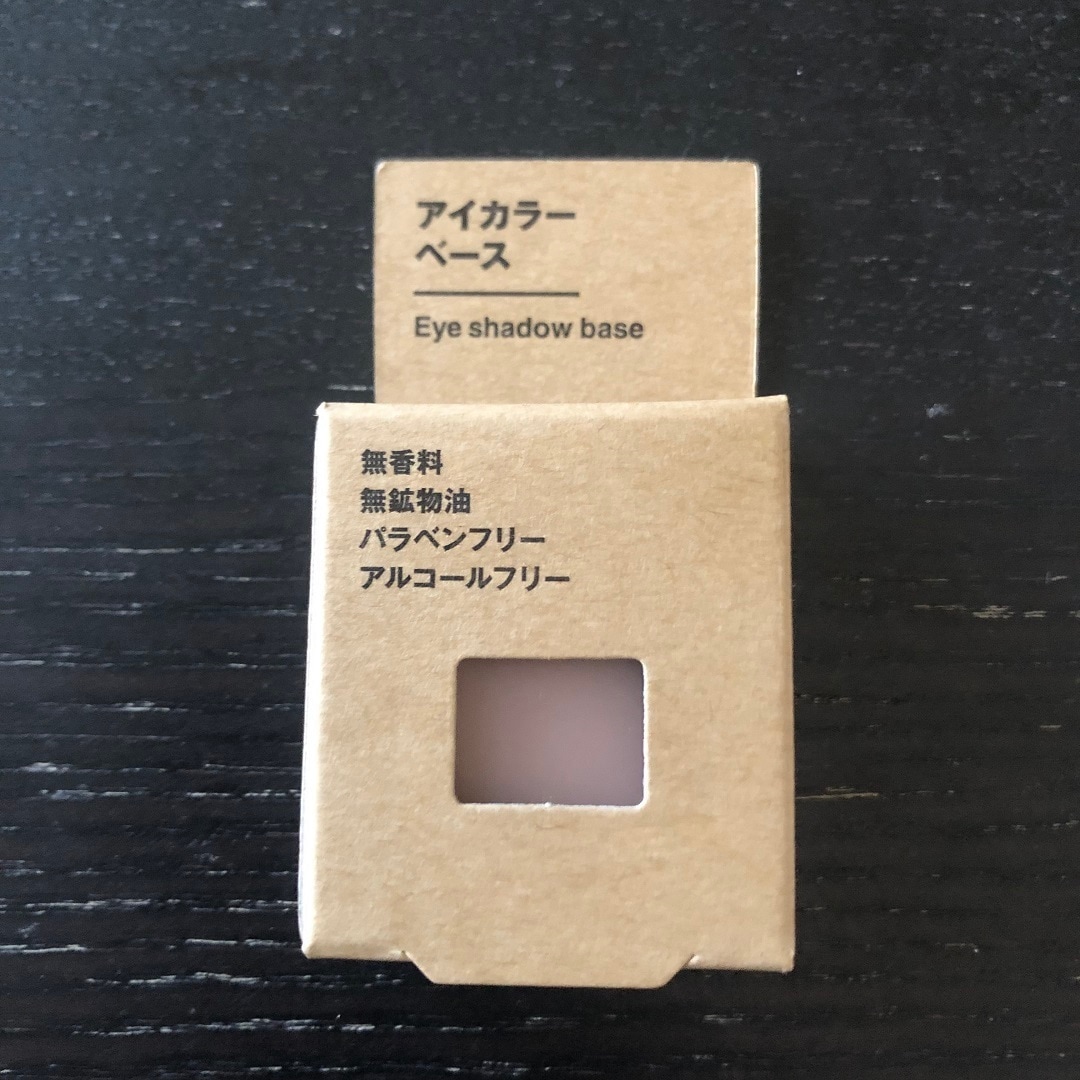 アイカラー
ベース
Eye shadow base
無香料
無鉱物油
パラベンフリー
アルコールフリー